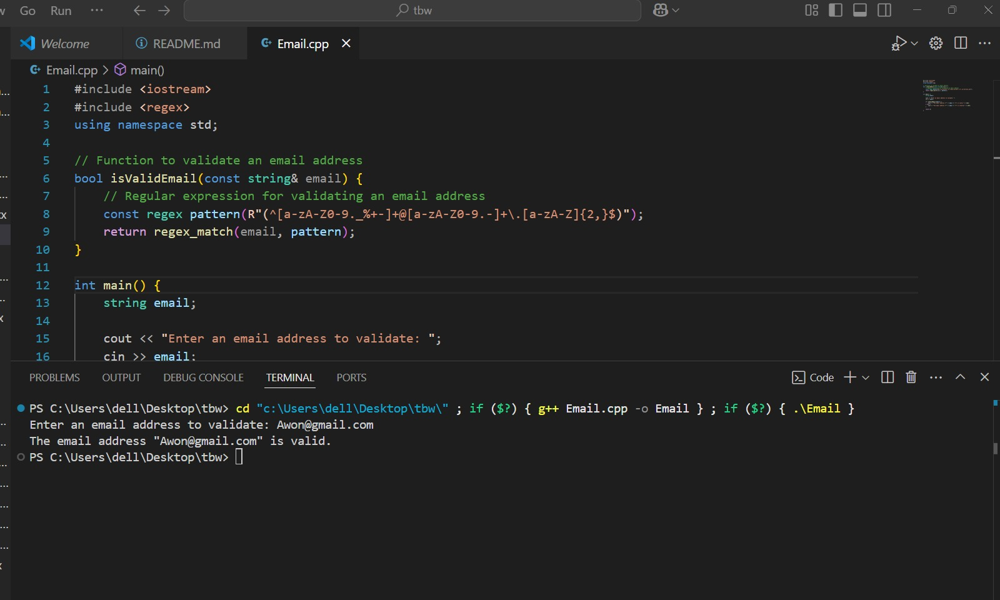 Go Run ··· tbw
Welcome README.md Email.cpp
Email.cpp > main()
1 #include <iostream>
2 #include <regex>
3 using namespace std;
4
5 // Function to validate an email address
6 bool isValidEmail(const string& email) {
7 // Regular expression for validating an email address
8 const regex pattern(R"(^[a-zA-Z0-9._%+-]+@[a-zA-Z0-9.-]+\.[a-zA-Z]{2,}$)");
9 return regex_match(email, pattern);
10 }
11
12 int main() {
13 string email;
14
15 cout << "Enter an email address to validate: ";
16 cin >> email;
PROBLEMS OUTPUT DEBUG CONSOLE TERMINAL PORTS Code
PS C:\Users\dell\Desktop\tbw> cd "c:\Users\dell\Desktop\tbw\" ; if ($?) { g++ Email.cpp -o Email } ; if ($?) { .\Email }
Enter an email address to validate: Awon@gmail.com
The email address "Awon@gmail.com" is valid.
PS C:\Users\dell\Desktop\tbw>